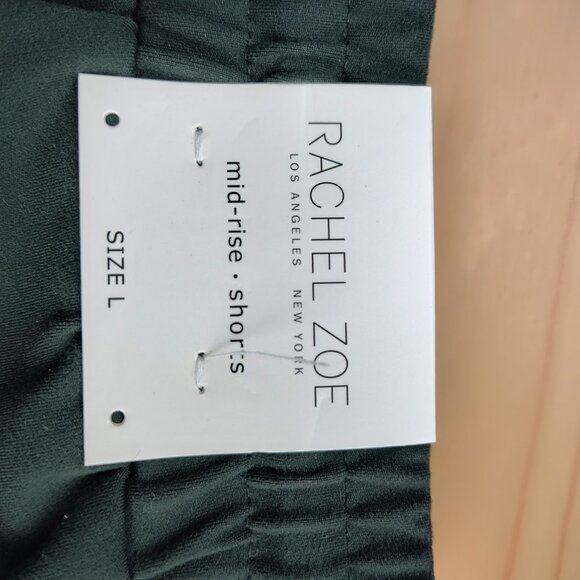 RACHEL ZOE
LOS ANGELES NEW YORK
mid-rise · shorts
SIZE L